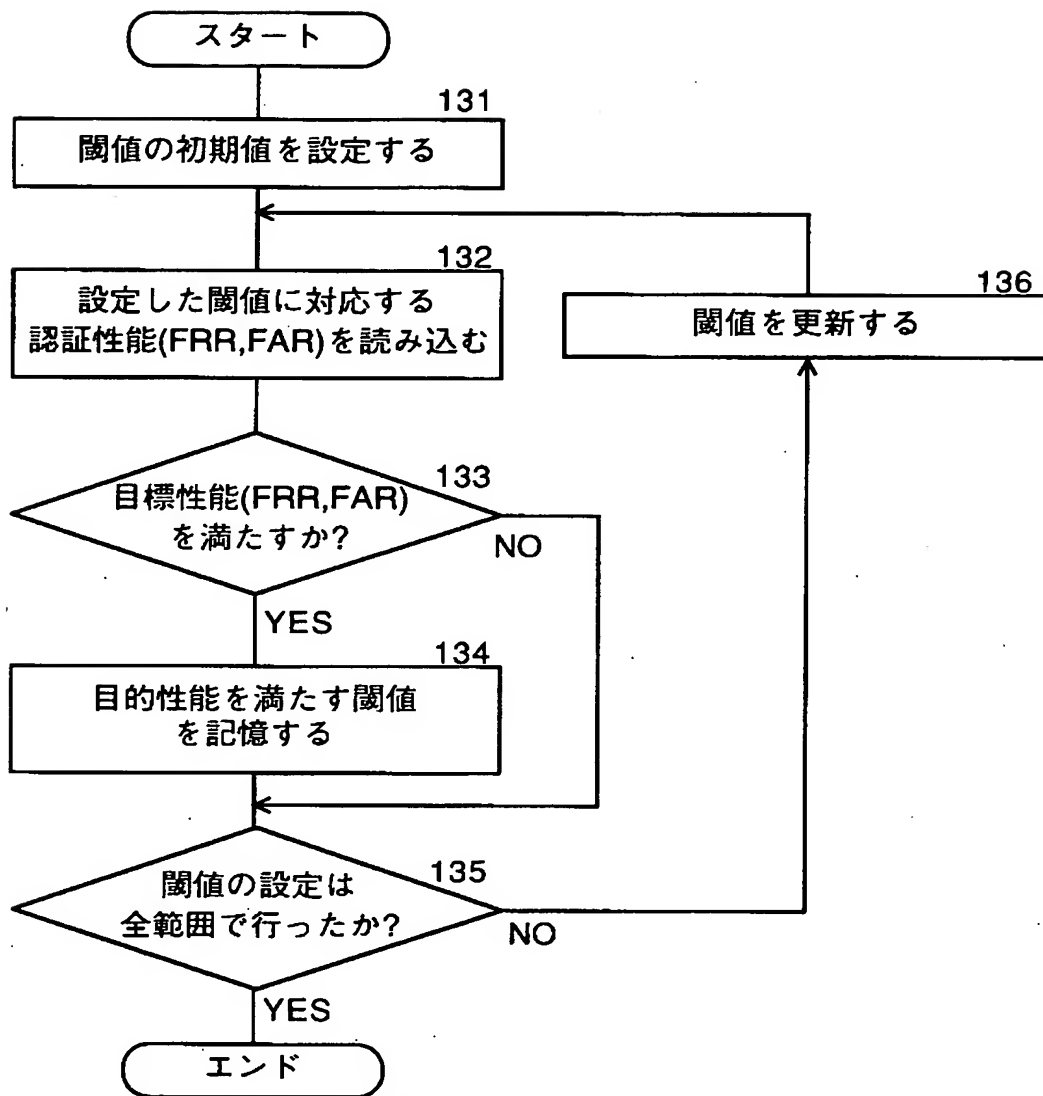 スタート
131
閾値の初期値を設定する
132
設定した閾値に対応する
認証性能(FRR,FAR)を読み込む
136
閾値を更新する
133
目標性能(FRR,FAR)
を満たすか?
NO
YES
134
目的性能を満たす閾値
を記憶する
135
閾値の設定は
全範囲で行ったか?
NO
YES
エンド